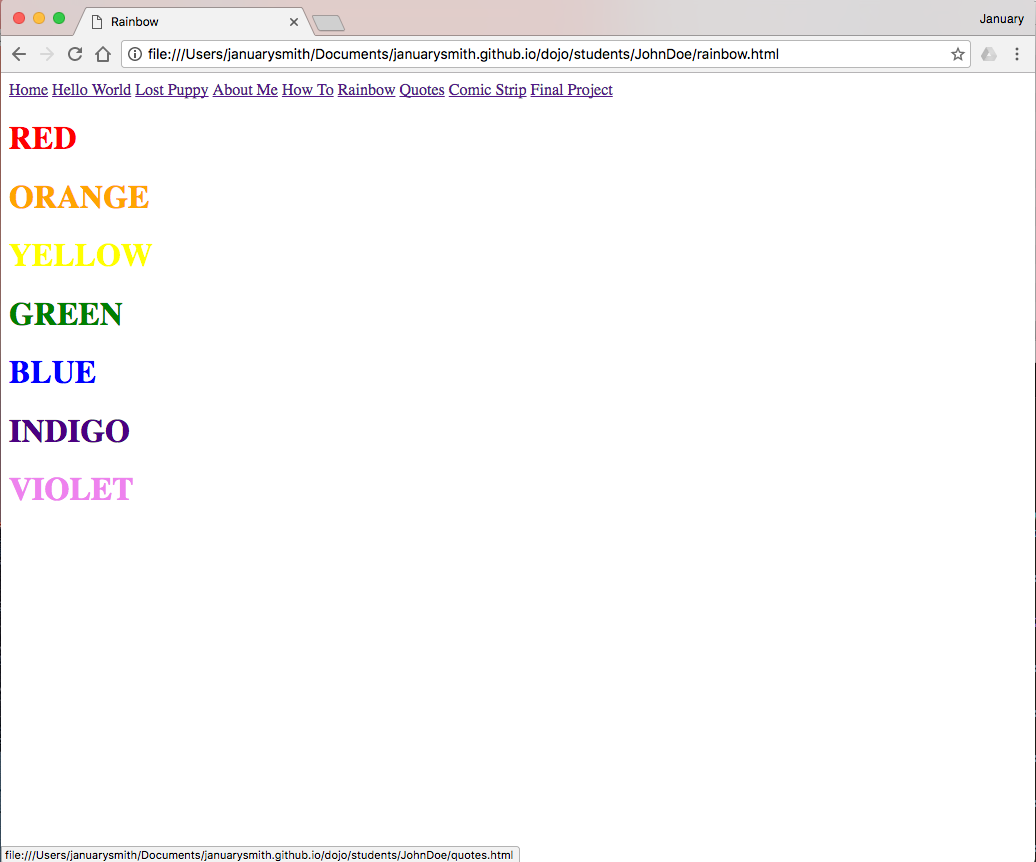 Rainbow
January
file:///Users/januarysmith/Documents/januarysmith.github.io/dojo/students/JohnDoe/rainbow.html
Home Hello World Lost Puppy About Me How To Rainbow Quotes Comic Strip Final Project
RED
ORANGE
YELLOW
GREEN
BLUE
INDIGO
VIOLET
file:///Users/januarysmith/Documents/januarysmith.github.io/dojo/students/JohnDoe/quotes.html